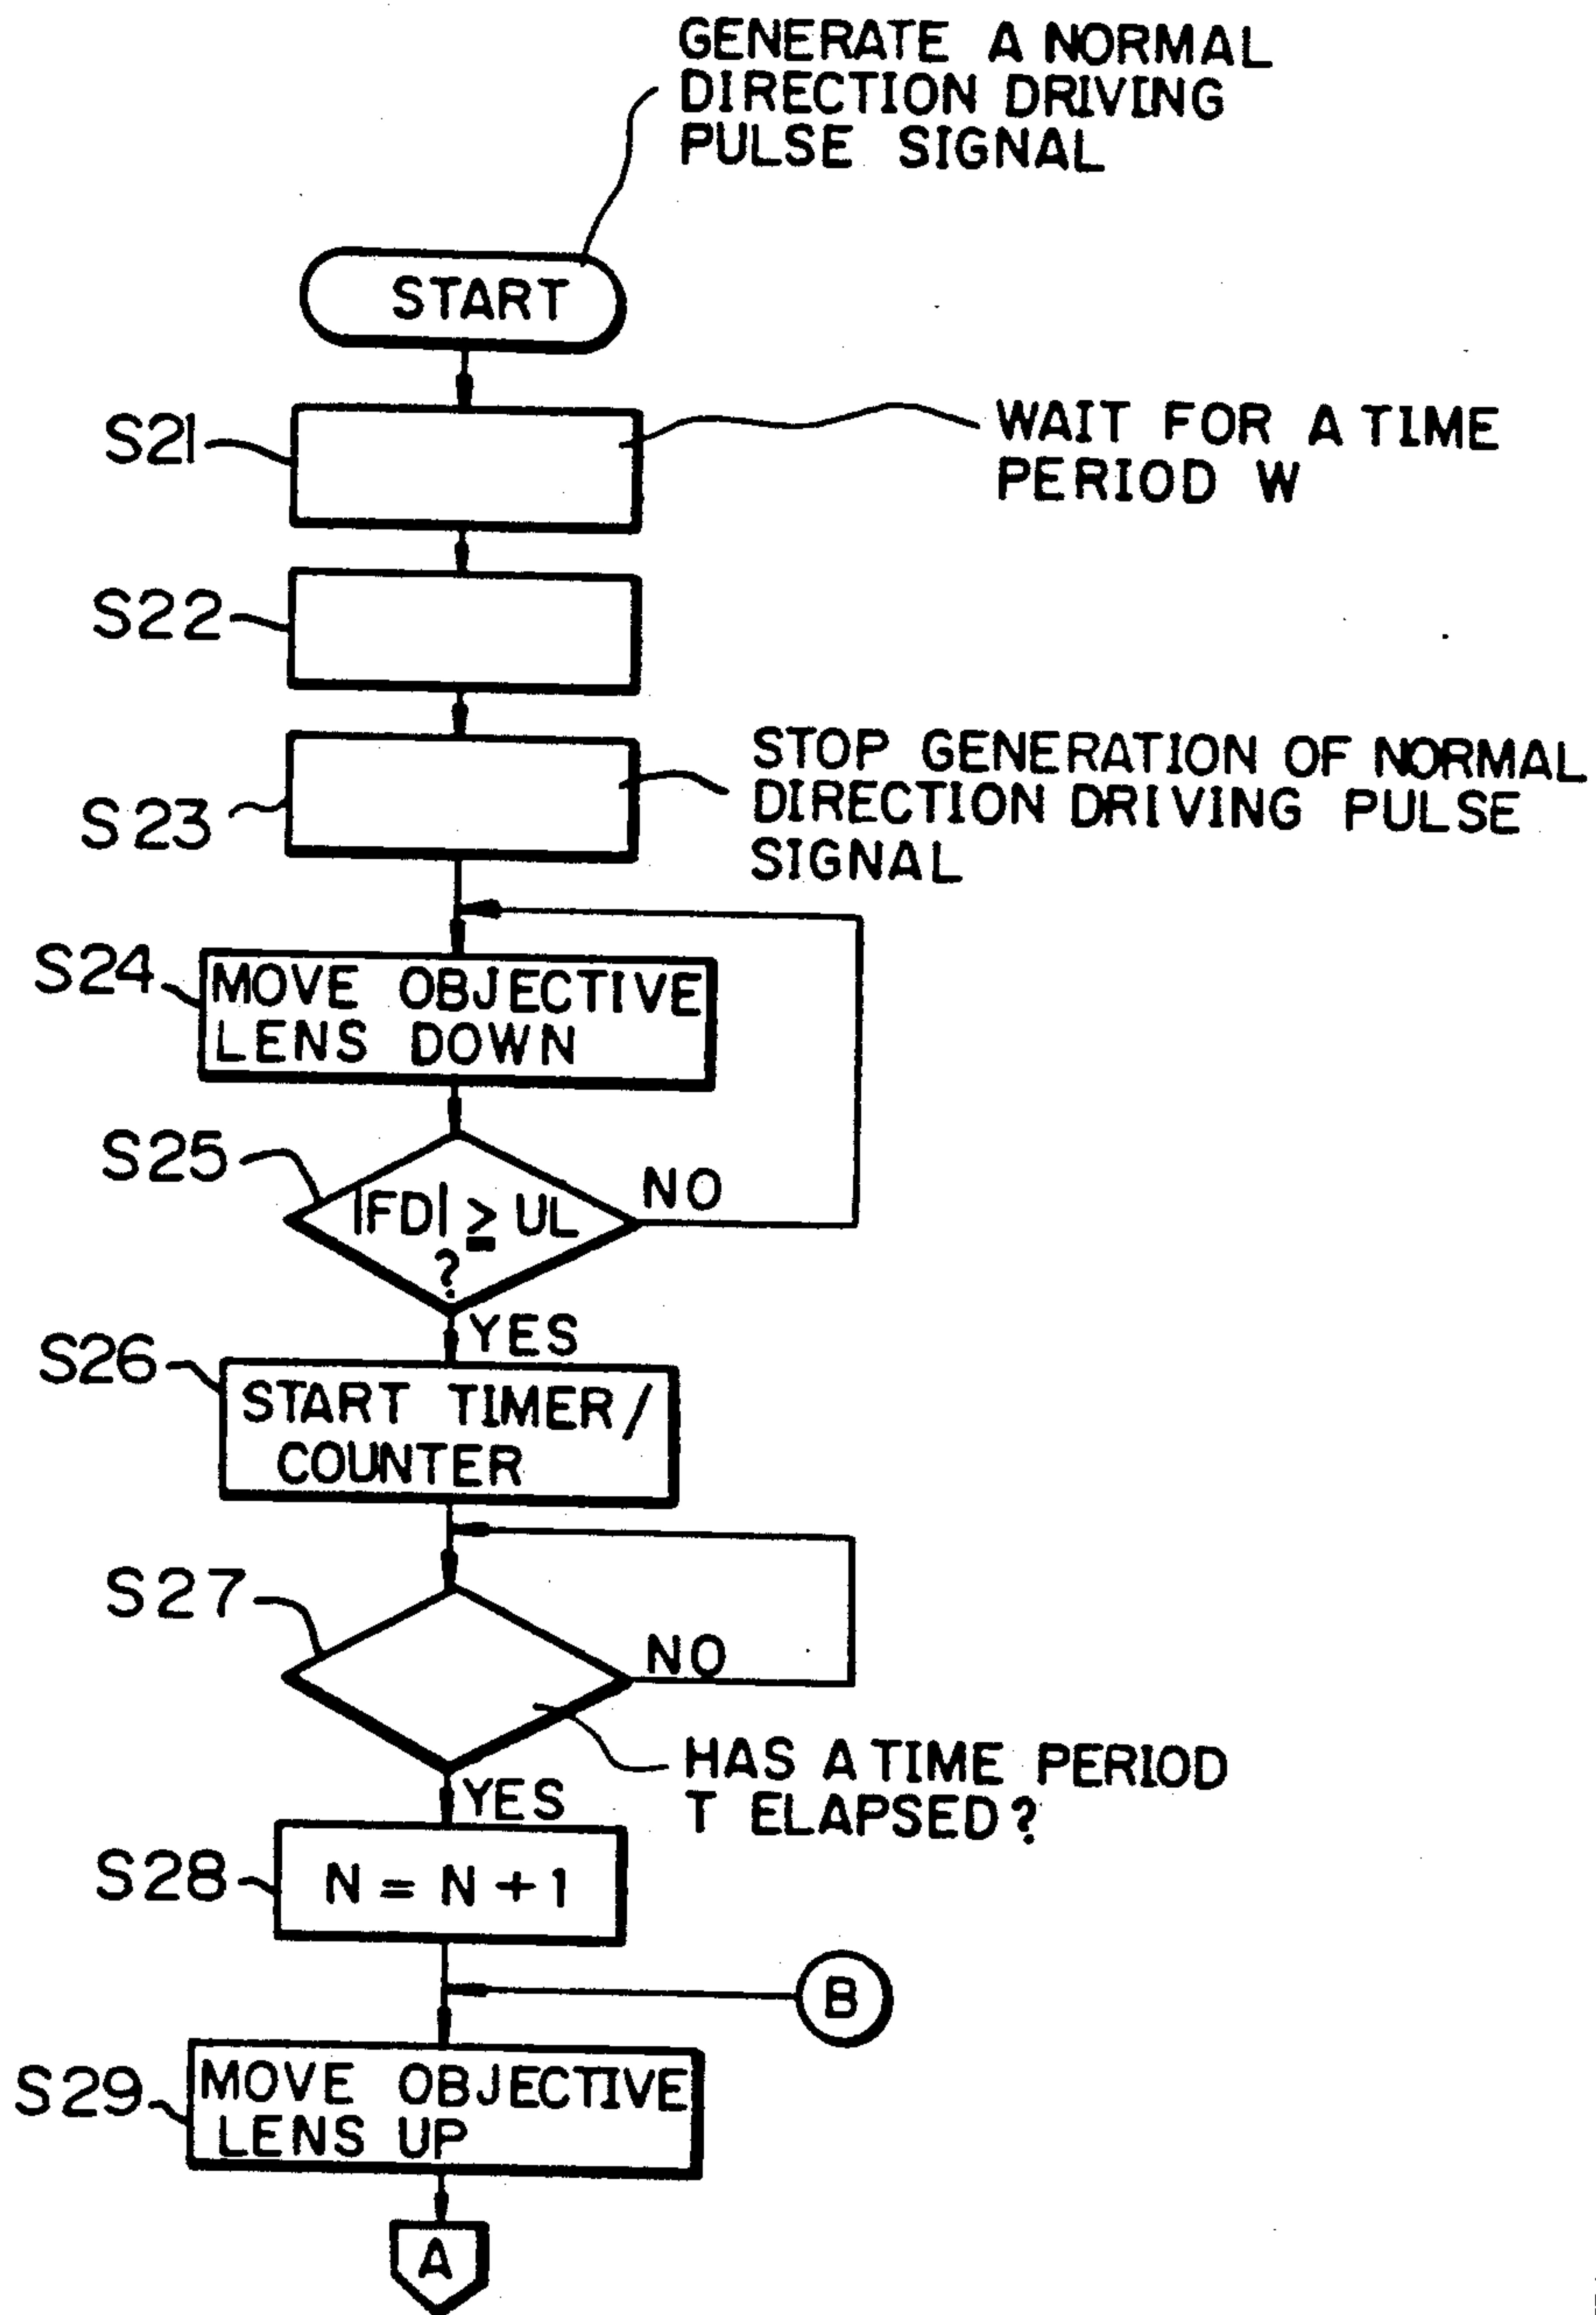 GENERATE A NORMAL
DIRECTION DRIVING
PULSE SIGNAL
START
S21
WAIT FOR A TIME
PERIOD W
S22
S23
STOP GENERATION OF NORMAL
DIRECTION DRIVING PULSE
SIGNAL
S24
MOVE OBJECTIVE
LENS DOWN
S25
|FD| ≥ UL
?
NO
YES
S26
START TIMER/
COUNTER
S27
NO
HAS A TIME PERIOD
T ELAPSED?
YES
S28
N = N + 1
B
S29
MOVE OBJECTIVE
LENS UP
A